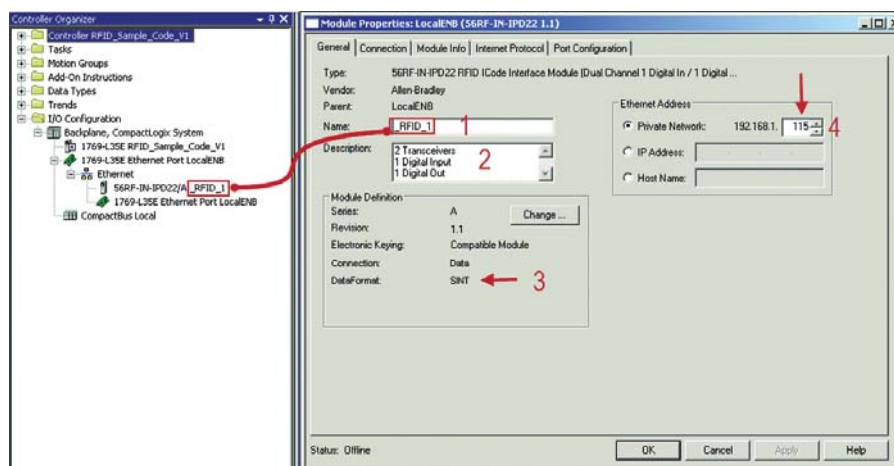 Controller Organizer
Controller RFID_Sample_Code_V1
Tasks
Motion Groups
Add-On Instructions
Data Types
Trends
I/O Configuration
Backplane, CompactLogix System
1769-L35E RFID_Sample_Code_V1
1769-L35E Ethernet Port LocalENB
Ethernet
56RF-IN-IPD22/A _RFID_1
1769-L35E Ethernet Port LocalENB
CompactBus Local
Module Properties: LocalENB (56RF-IN-IPD22 1.1)
General Connection Module Info Internet Protocol Port Configuration
Type: 56RF-IN-IPD22 RFID ICode Interface Module (Dual Channel 1 Digital In / 1 Digital ...
Vendor: Allen-Bradley
Parent: LocalENB
Name: _RFID_1 1
Description: 2 Transceivers
1 Digital Input
1 Digital Out
2
Module Definition
Series: A Change ...
Revision: 1.1
Electronic Keying: Compatible Module
Connection: Data
DataFormat: SINT 3
Ethernet Address
Private Network: 192.168.1. 115 4
IP Address:
Host Name:
Status: Offline
OK Cancel Apply Help